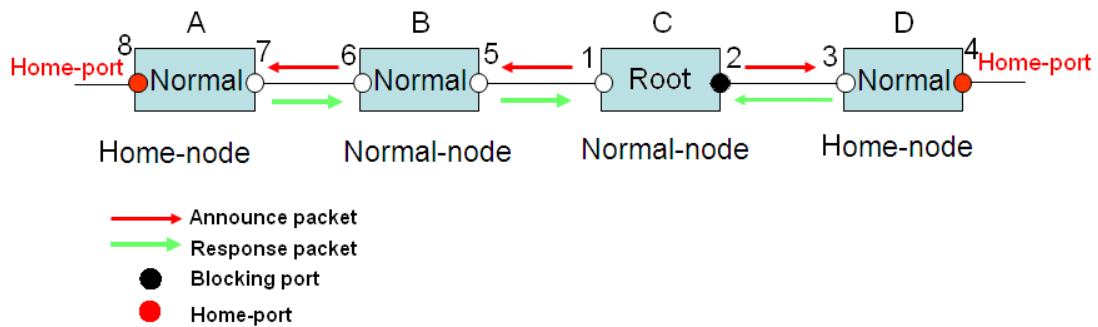 A B C D
8 7 6 5 1 2 3 4
Home-port Normal Normal Root Normal Home-port
Home-node Normal-node Normal-node Home-node
Announce packet
Response packet
Blocking port
Home-port